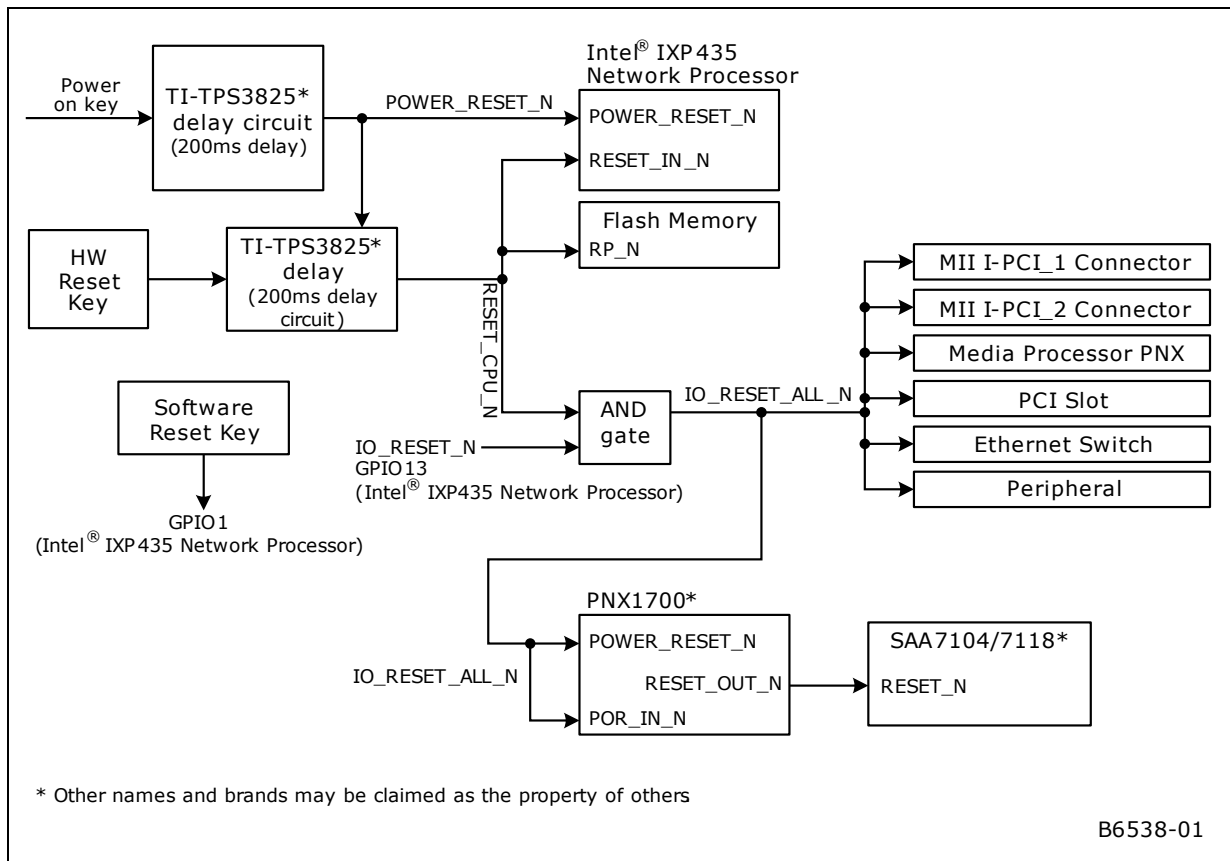 Power
on key
TI-TPS3825*
delay circuit
(200ms delay)
POWER_RESET_N
Intel® IXP435
Network Processor
POWER_RESET_N
RESET_IN_N
HW
Reset
Key
TI-TPS3825*
delay
(200ms delay
circuit)
Flash Memory
RP_N
RESET_CPU_N
MII I-PCI_1 Connector
MII I-PCI_2 Connector
Media Processor PNX
PCI Slot
Ethernet Switch
Peripheral
Software
Reset Key
GPIO1
(Intel® IXP435 Network Processor)
IO_RESET_N
GPIO13
(Intel® IXP435 Network Processor)
AND
gate
IO_RESET_ALL_N
PNX1700*
POWER_RESET_N
RESET_OUT_N
POR_IN_N
IO_RESET_ALL_N
SAA7104/7118*
RESET_N
* Other names and brands may be claimed as the property of others.
B6538-01